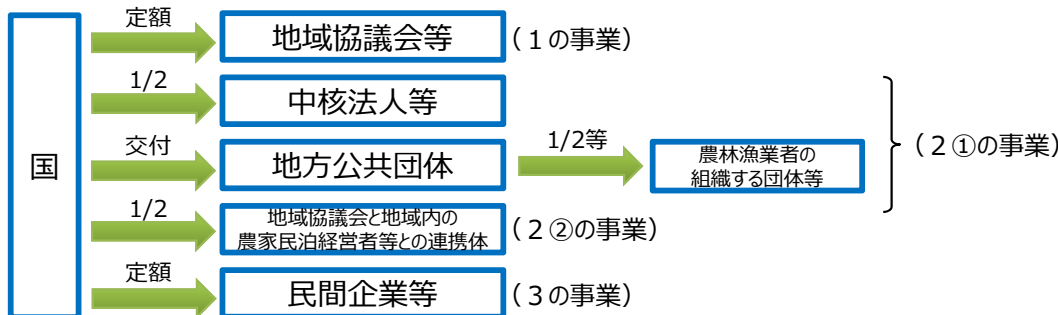 国
定額
地域協議会等
（１の事業）
1/2
中核法人等
交付
地方公共団体
1/2等
農林漁業者の
組織する団体等
（２①の事業）
1/2
地域協議会と地域内の
農家民泊経営者等との連携体
（２②の事業）
定額
民間企業等
（３の事業）